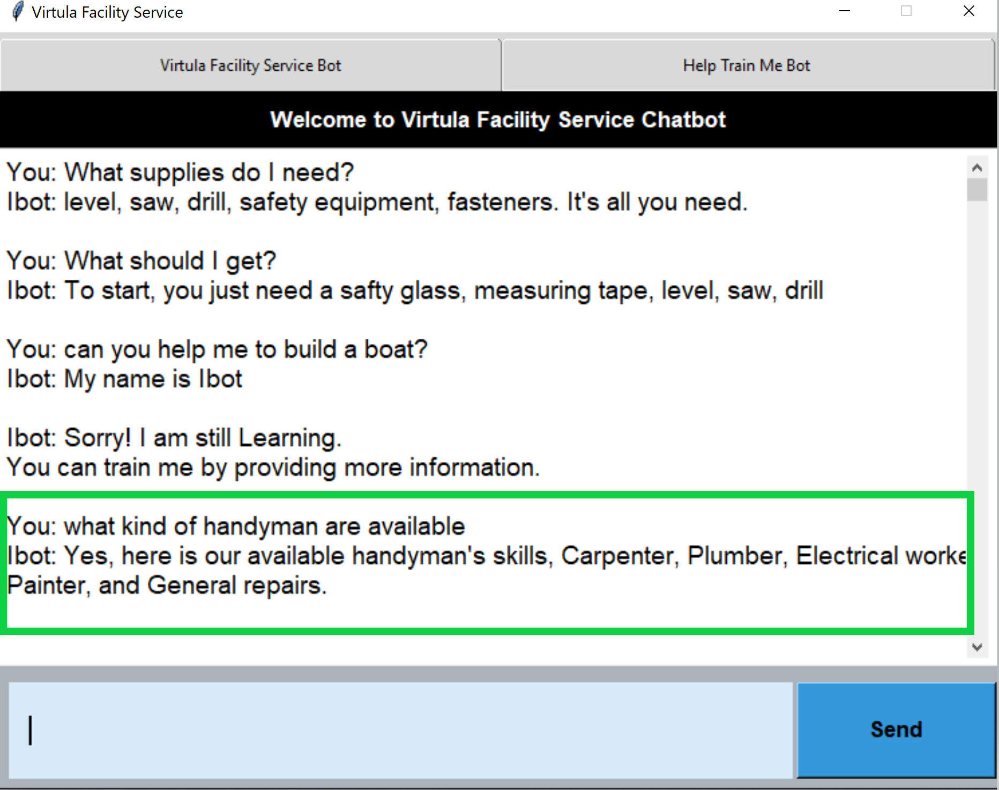 Virtula Facility Service
Virtula Facility Service Bot
Help Train Me Bot
Welcome to Virtula Facility Service Chatbot
You: What supplies do I need?
Ibot: level, saw, drill, safety equipment, fasteners. It's all you need.
You: What should I get?
Ibot: To start, you just need a safty glass, measuring tape, level, saw, drill
You: can you help me to build a boat?
Ibot: My name is Ibot
Ibot: Sorry! I am still Learning.
You can train me by providing more information.
You: what kind of handyman are available
Ibot: Yes, here is our available handyman's skills, Carpenter, Plumber, Electrical worke
Painter, and General repairs.
Send